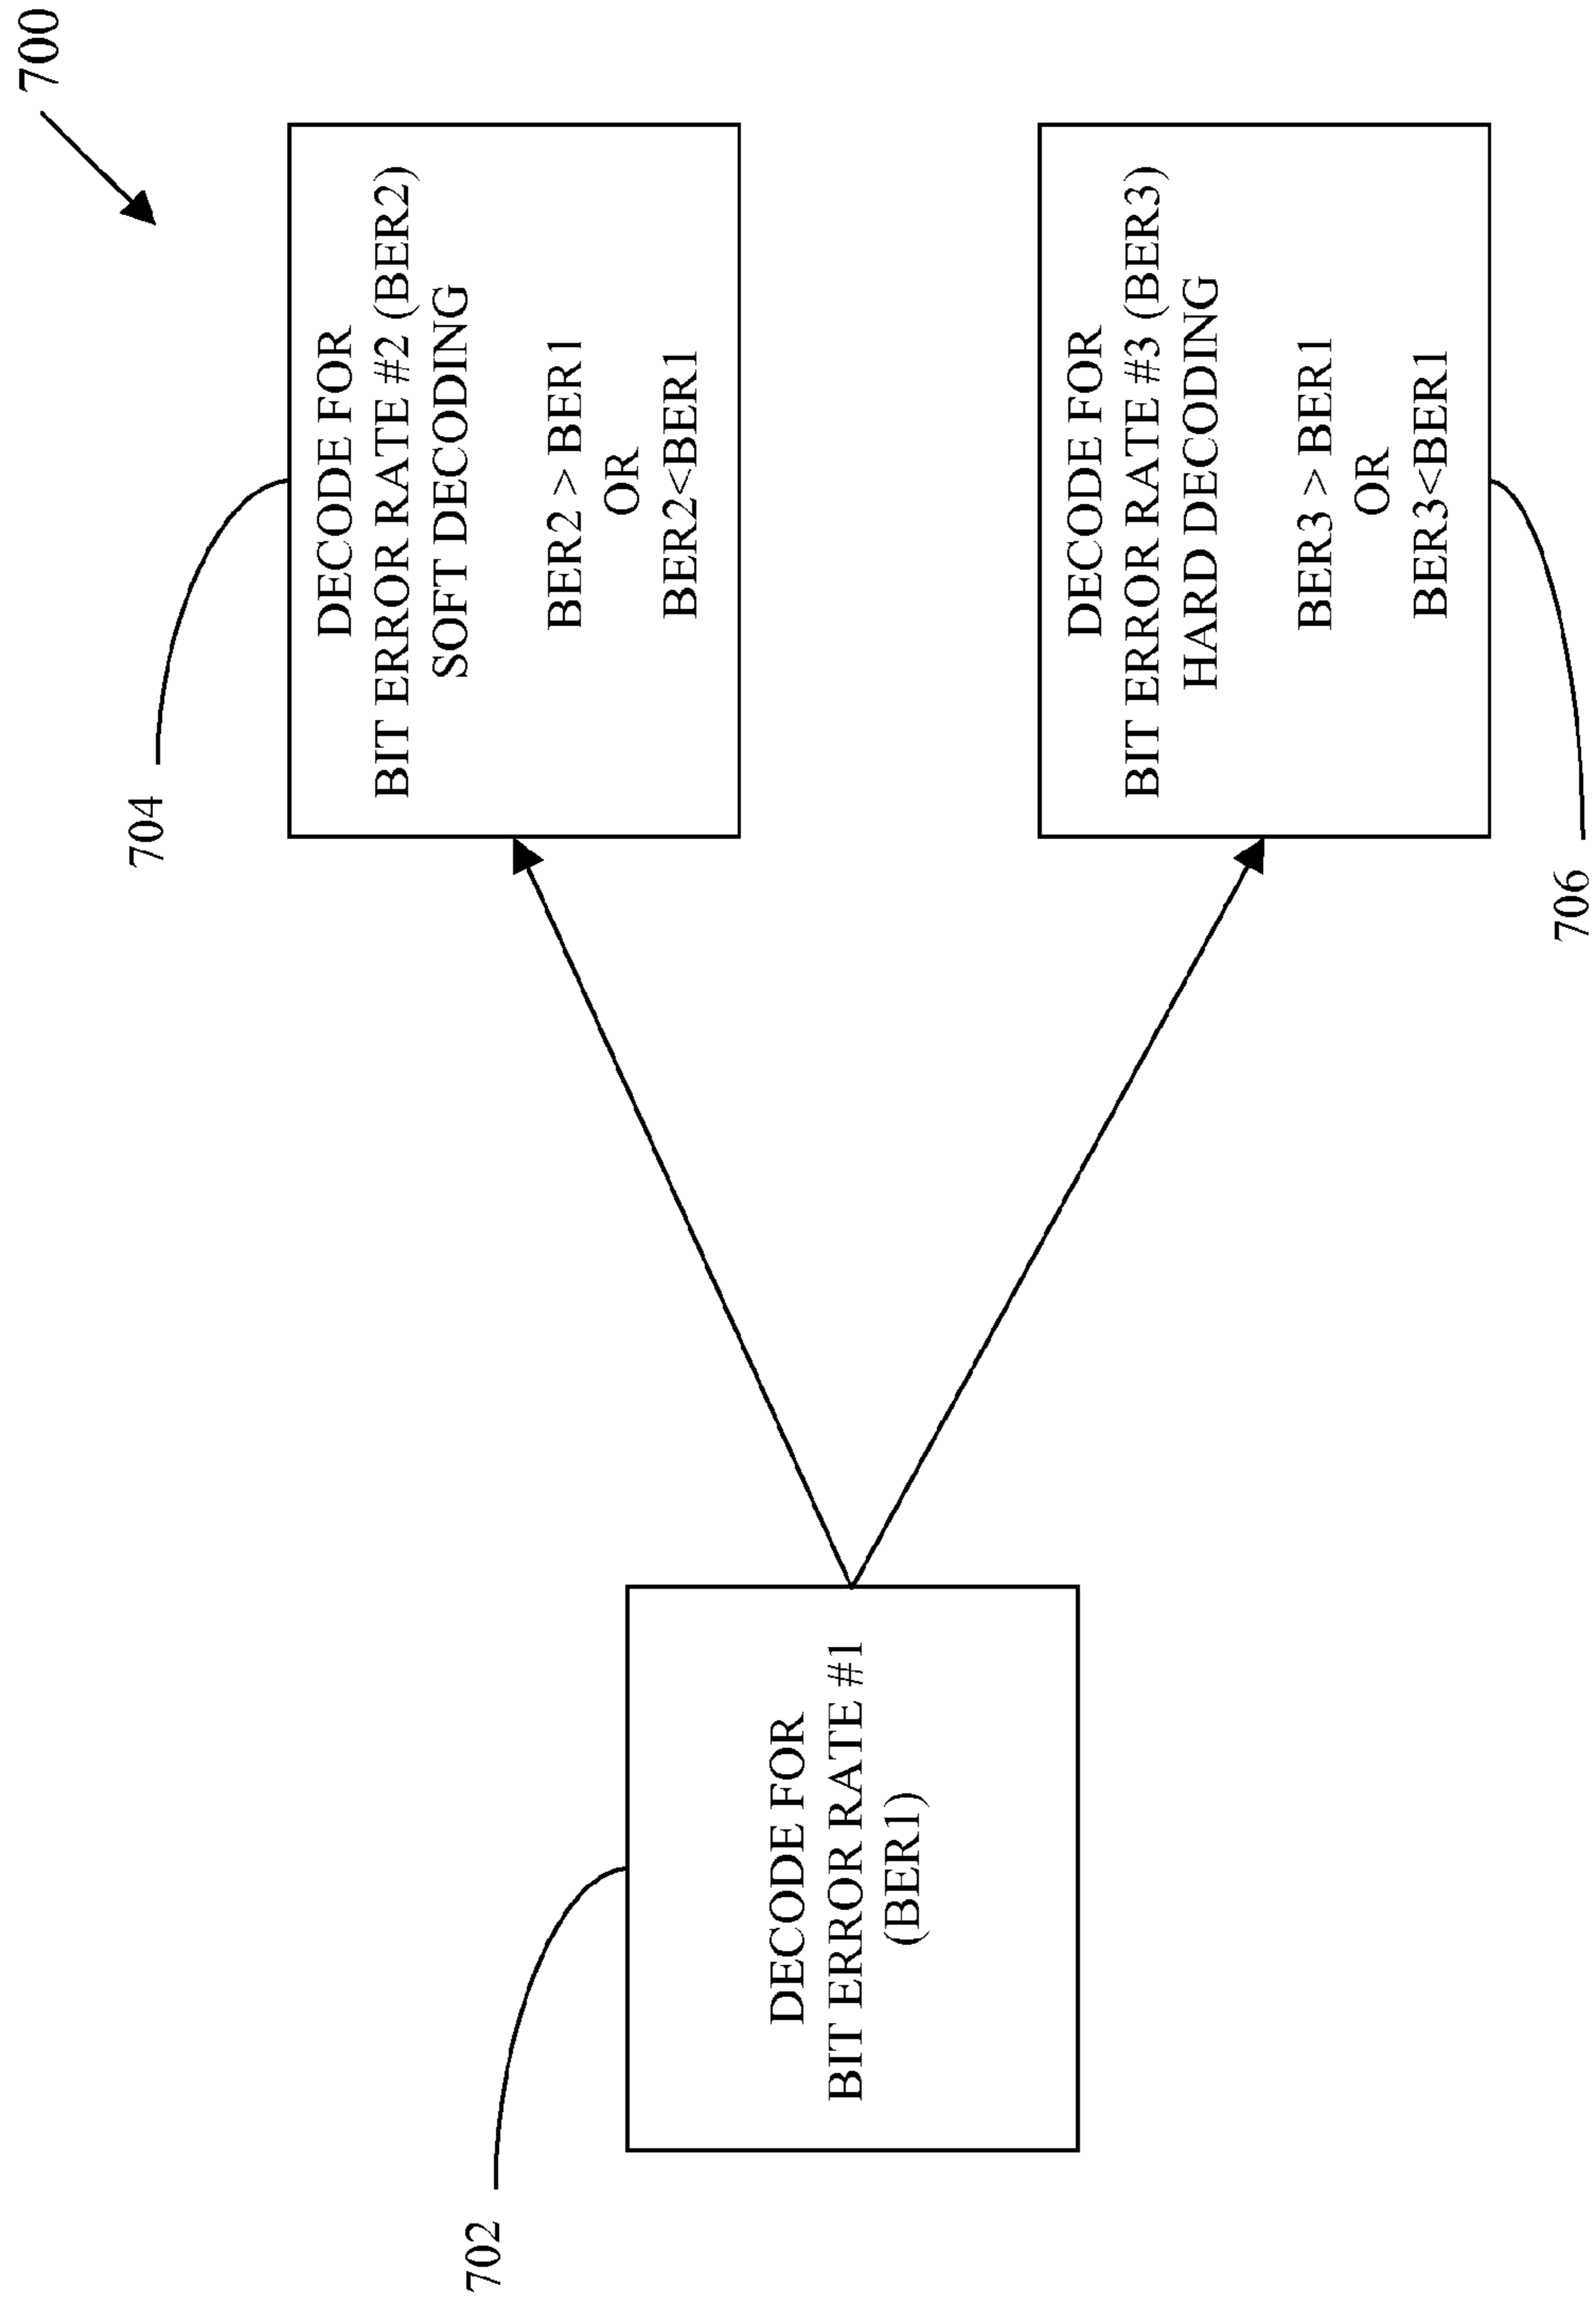 700
704
DECODE FOR
BIT ERROR RATE #2 (BER2)
SOFT DECODING
BER2 > BER1
OR
BER2<BER1
702
DECODE FOR
BIT ERROR RATE #1
(BER1)
DECODE FOR
BIT ERROR RATE #3 (BER3)
HARD DECODING
BER3 > BER1
OR
BER3<BER1
706